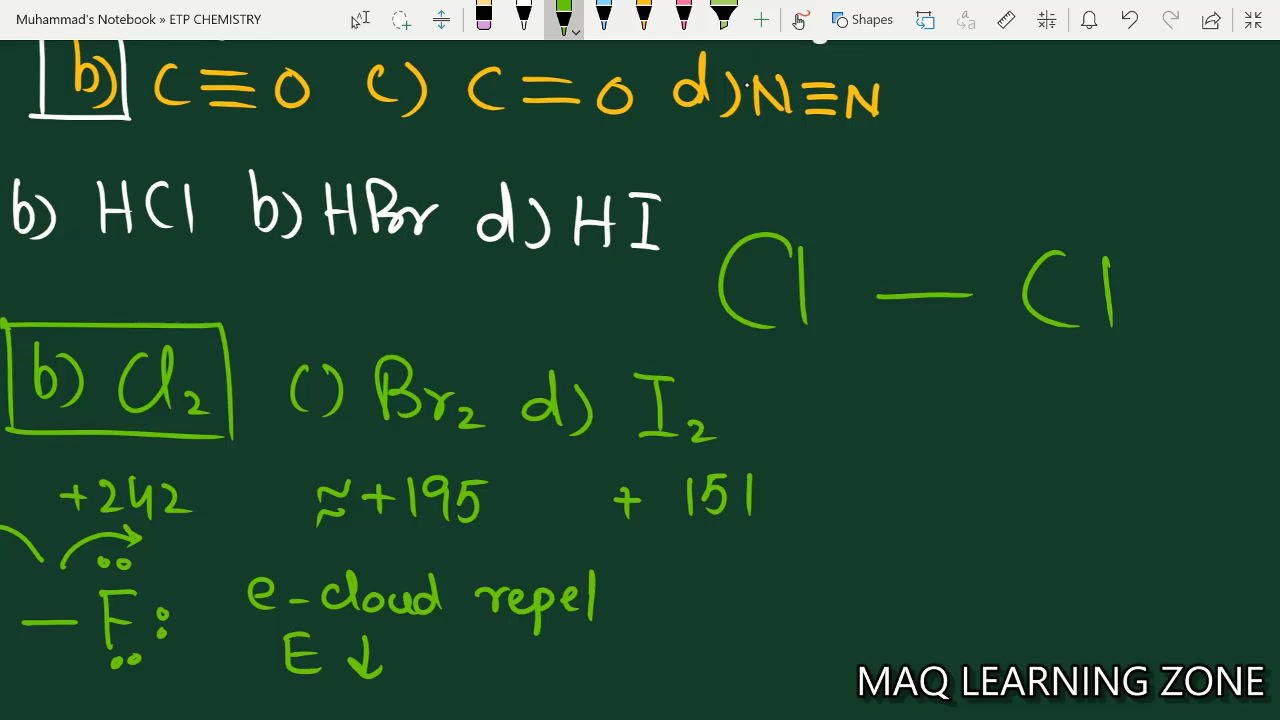 Muhammad's Notebook » ETP CHEMISTRY
Shapes
b) C≡O c) C=O d) N≡N
b) HCl b) HBr d) HI
Cl — Cl
b) Cl₂ c) Br₂ d) I₂
+242 ≈+195 + 151
—F: e-cloud repel
E ↓
MAQ LEARNING ZONE